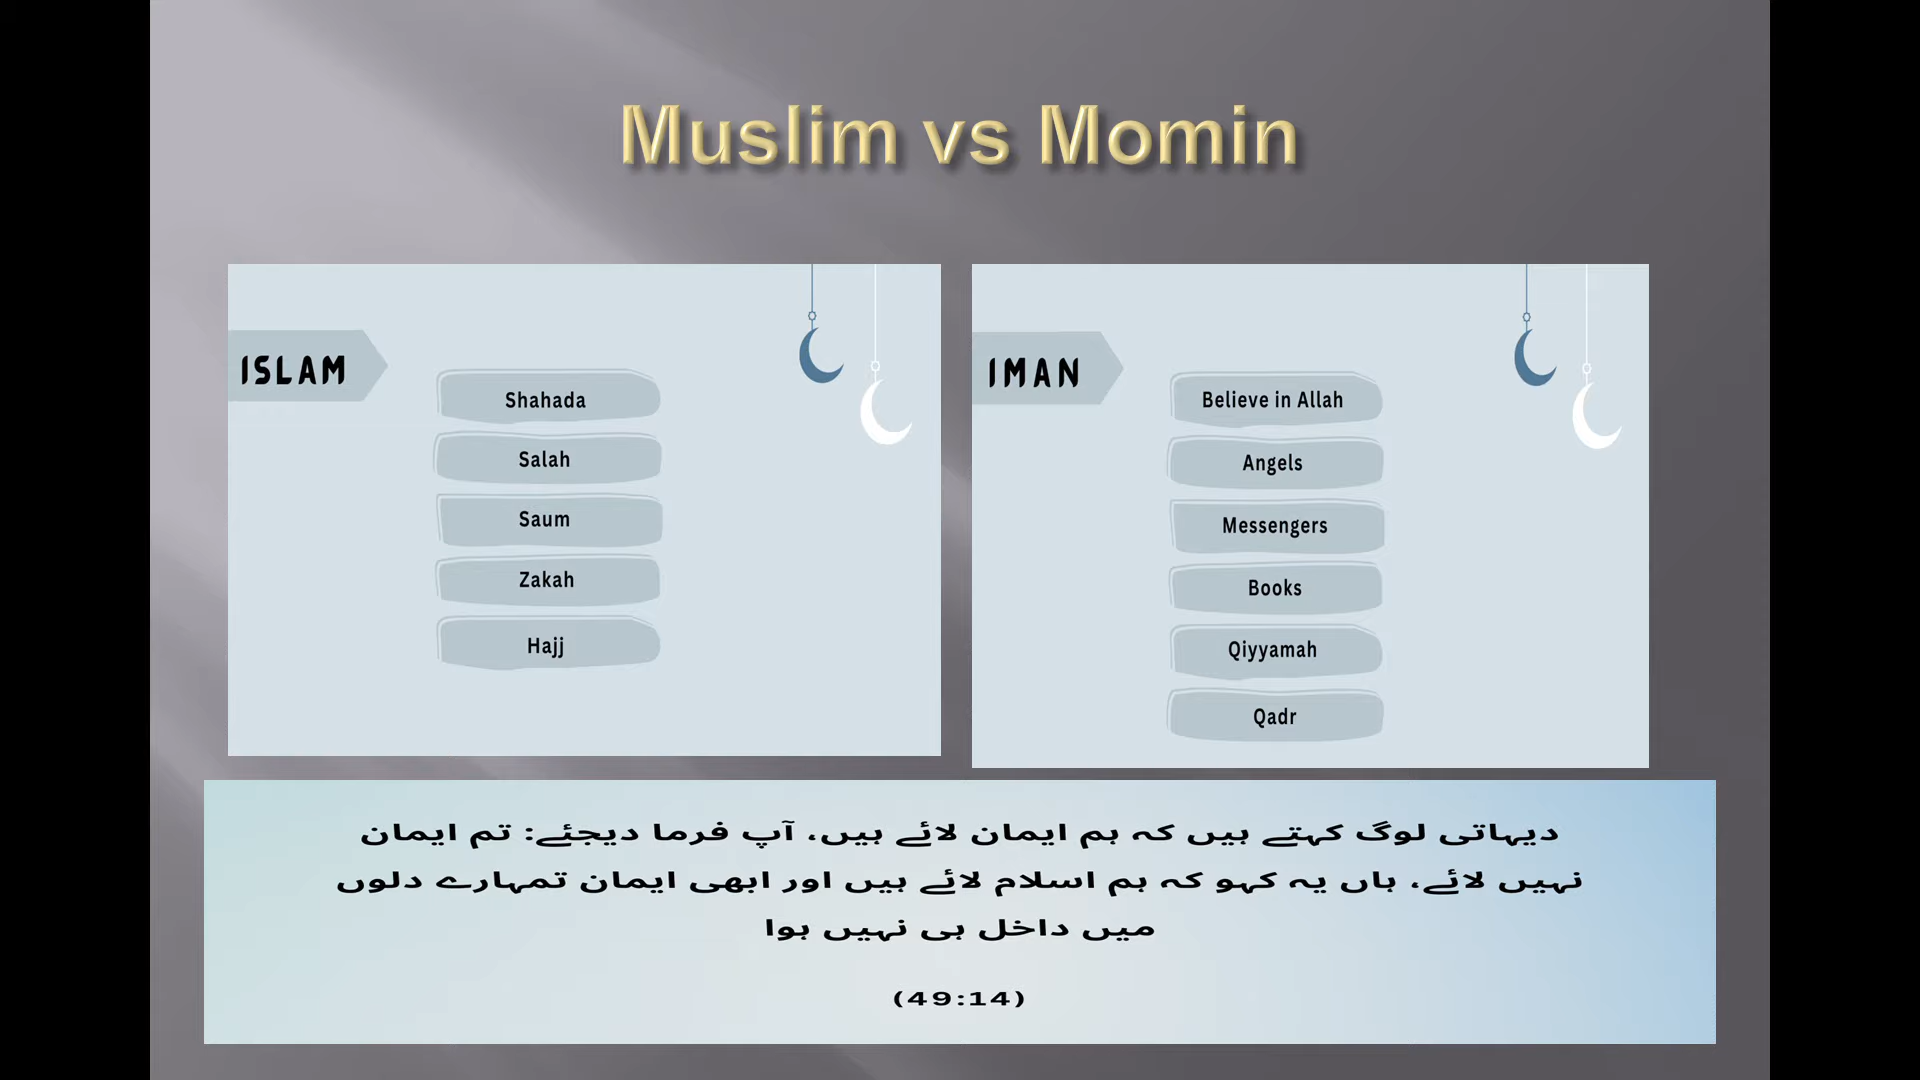 Muslim vs Momin
ISLAM
Shahada
Salah
Saum
Zakah
Hajj
IMAN
Believe in Allah
Angels
Messengers
Books
Qiyyamah
Qadr
دیہاتی لوگ کہتے ہیں کہ ہم ایمان لائے ہیں، آپ فرما دیجئے: تم ایمان
نہیں لائے، ہاں یہ کہو کہ ہم اسلام لائے ہیں اور ابھی ایمان تمہارے دلوں
میں داخل ہی نہیں ہوا
(49:14)